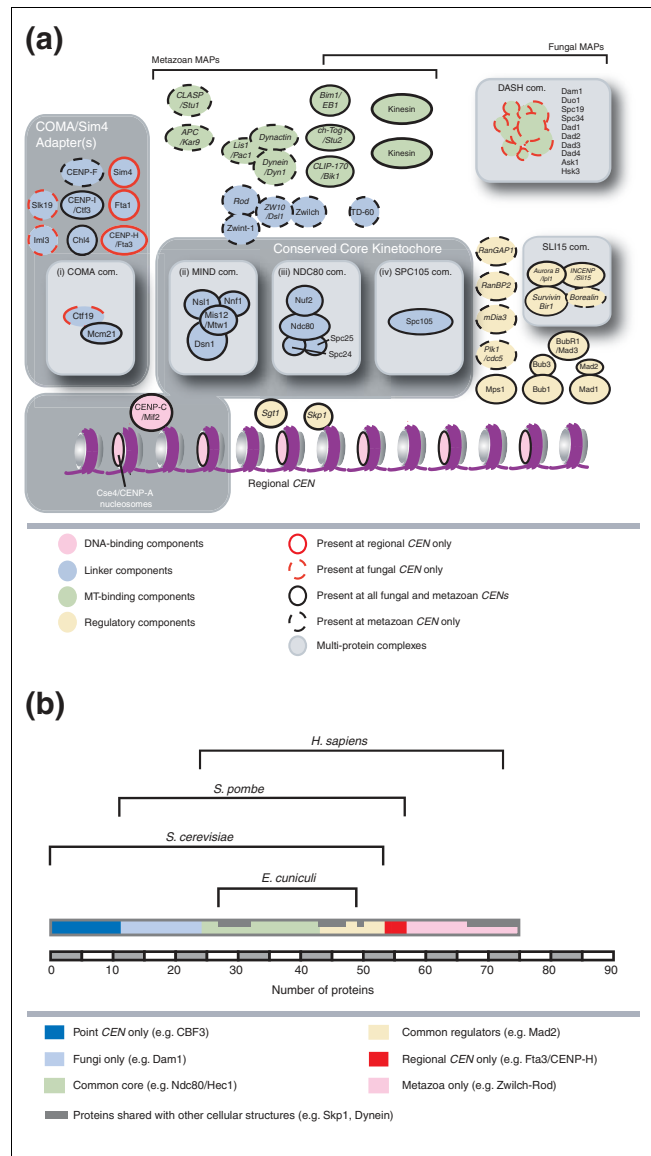 (a)
Metazoan MAPs
Fungal MAPs
CLASP
/Stu1
APC
/Kar9
Lis1
/Pac1
Dynactin
Dynein
/Dyn1
Bim1/
EB1
ch-Tog1
/Stu2
CLIP-170
/Bik1
Kinesin
Kinesin
DASH com.
Dam1
Duo1
Spc19
Spc34
Dad1
Dad2
Dad3
Dad4
Ask1
Hsk3
COMA/Sim4
Adapter(s)
CENP-F
Sim4
Slk19
CENP-I
/Ctf3
Fta1
Iml3
Chl4
CENP-H
/Fta3
Rod
Zwint-1
ZW10
/Dsl1
Zwilch
TD-60
Conserved Core Kinetochore
(i) COMA com.
Ctf19
Mcm21
(ii) MIND com.
Nsl1
Nnf1
Mis12
/Mtw1
Dsn1
(iii) NDC80 com.
Nuf2
Ndc80
Spc25
Spc24
(iv) SPC105 com.
Spc105
RanGAP1
RanBP2
mDia3
Plk1
/cdc5
Mps1
SLI15 com.
Aurora B
/Ipl1
INCENP
/Sli15
Survivin
Bir1
Borealin
BubR1
/Mad3
Bub3
Mad2
Bub1
Mad1
CENP-C
/Mif2
Sgt1
Skp1
Cse4/CENP-A
nucleosomes
Regional CEN
DNA-binding components
Linker components
MT-binding components
Regulatory components
Present at regional CEN only
Present at fungal CEN only
Present at all fungal and metazoan CENs
Present at metazoan CEN only
Multi-protein complexes
(b)
H. sapiens
S. pombe
S. cerevisiae
E. cuniculi
0 10 20 30 40 50 60 70 80 90
Number of proteins
Point CEN only (e.g. CBF3)
Fungi only (e.g. Dam1)
Common core (e.g. Ndc80/Hec1)
Common regulators (e.g. Mad2)
Regional CEN only (e.g. Fta3/CENP-H)
Metazoa only (e.g. Zwilch-Rod)
Proteins shared with other cellular structures (e.g. Skp1, Dynein)